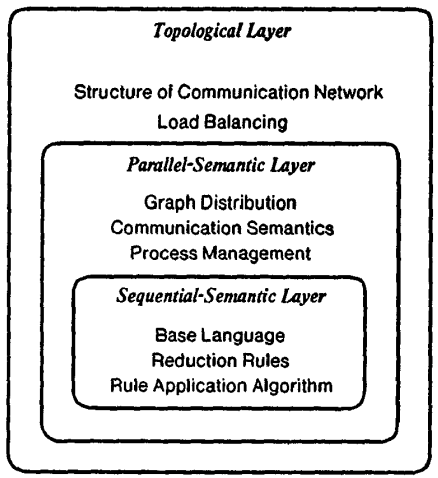 Topological Layer
Structure of Communication Network
Load Balancing
Parallel-Semantic Layer
Graph Distribution
Communication Semantics
Process Management
Sequential-Semantic Layer
Base Language
Reduction Rules
Rule Application Algorithm